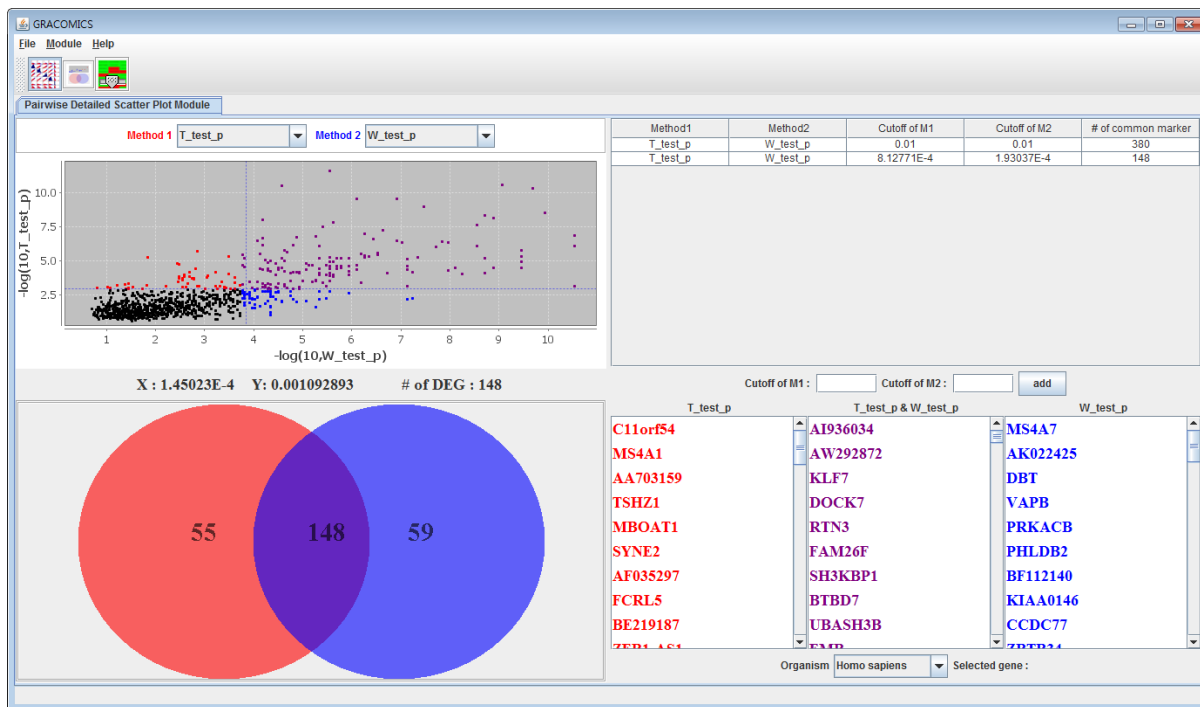 GRACOMICS
File Module Help
Pairwise Detailed Scatter Plot Module
Method 1 T_test_p Method 2 W_test_p
-log(10,T_test_p)
10.0
7.5
5.0
2.5
1 2 3 4 5 6 7 8 9 10
-log(10,W_test_p)
Method1 Method2 Cutoff of M1 Cutoff of M2 # of common marker
T_test_p W_test_p 0.01 0.01 380
T_test_p W_test_p 8.12771E-4 1.93037E-4 148
X : 1.45023E-4 Y: 0.001092893 # of DEG : 148
55 148 59
Cutoff of M1 : Cutoff of M2 : add
T_test_p T_test_p & W_test_p W_test_p
C11orf54 AI936034 MS4A7
MS4A1 AW292872 AK022425
AA703159 KLF7 DBT
TSHZ1 DOCK7 VAPB
MBOAT1 RTN3 PRKACB
SYNE2 FAM26F PHLDB2
AF035297 SH3KBP1 BF112140
FCRL5 BTBD7 KIAA0146
BE219187 UBASH3B CCDC77
ZEB1-AS1 EMB ZBTB34
Organism Homo sapiens Selected gene :